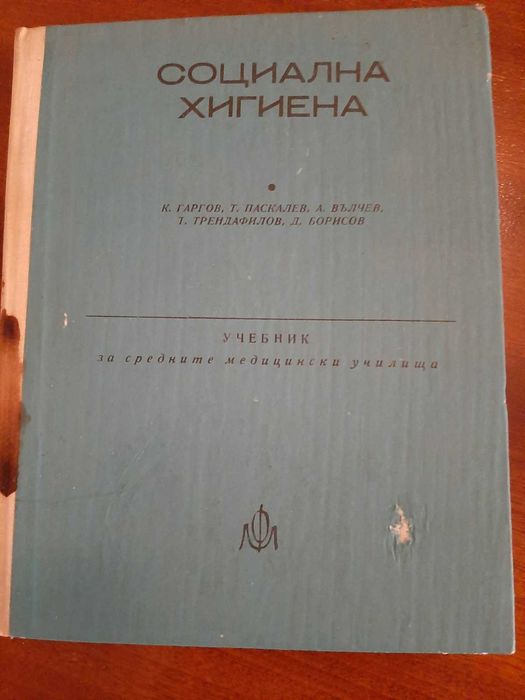 СОЦИАЛНА
ХИГИЕНА
К. ГАРГОВ, Т. ПАСКАЛЕВ, А. ВЪЛЧЕВ,
Т. ТРЕНДАФИЛОВ, Д. БОРИСОВ
УЧЕБНИК
за средните медицински училища